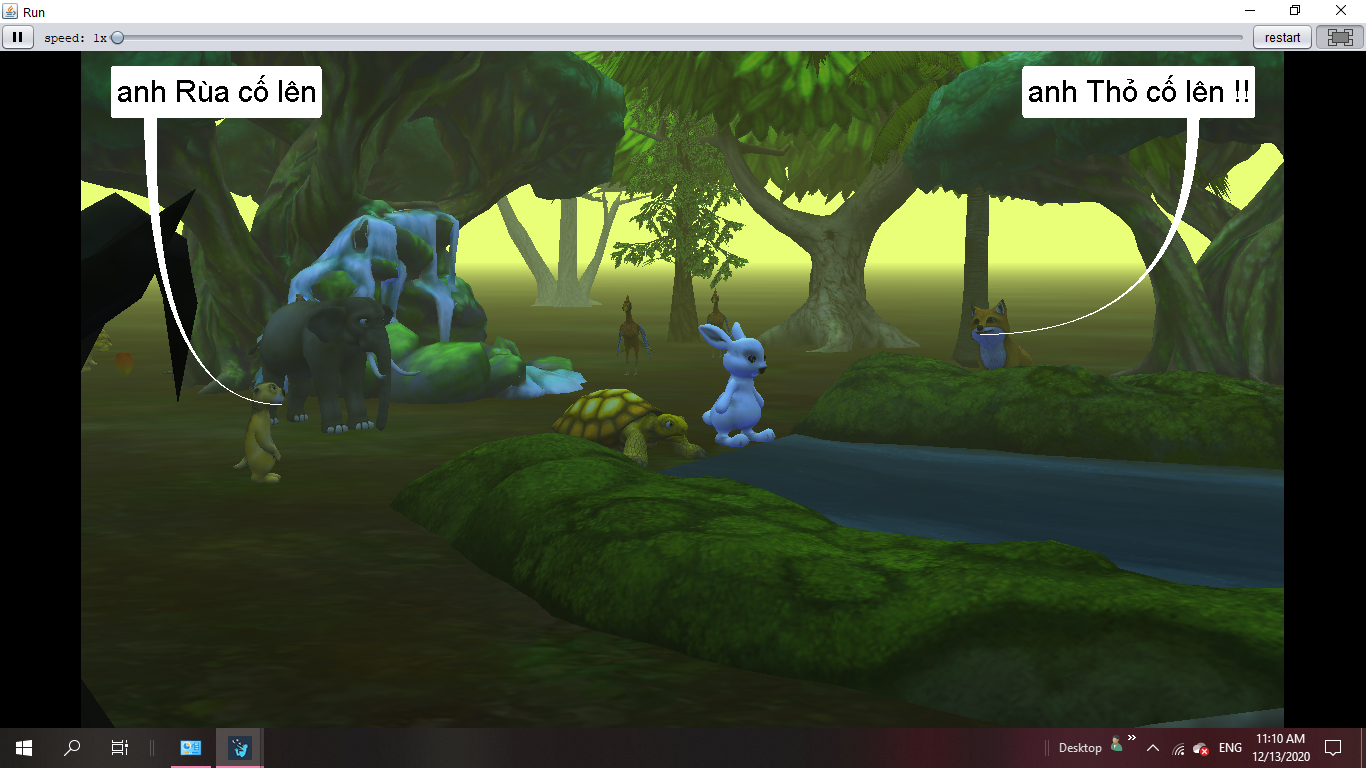 Run
speed: 1x
restart
anh Rùa cố lên
anh Thỏ cố lên !!
Desktop
ENG
11:10 AM
12/13/2020